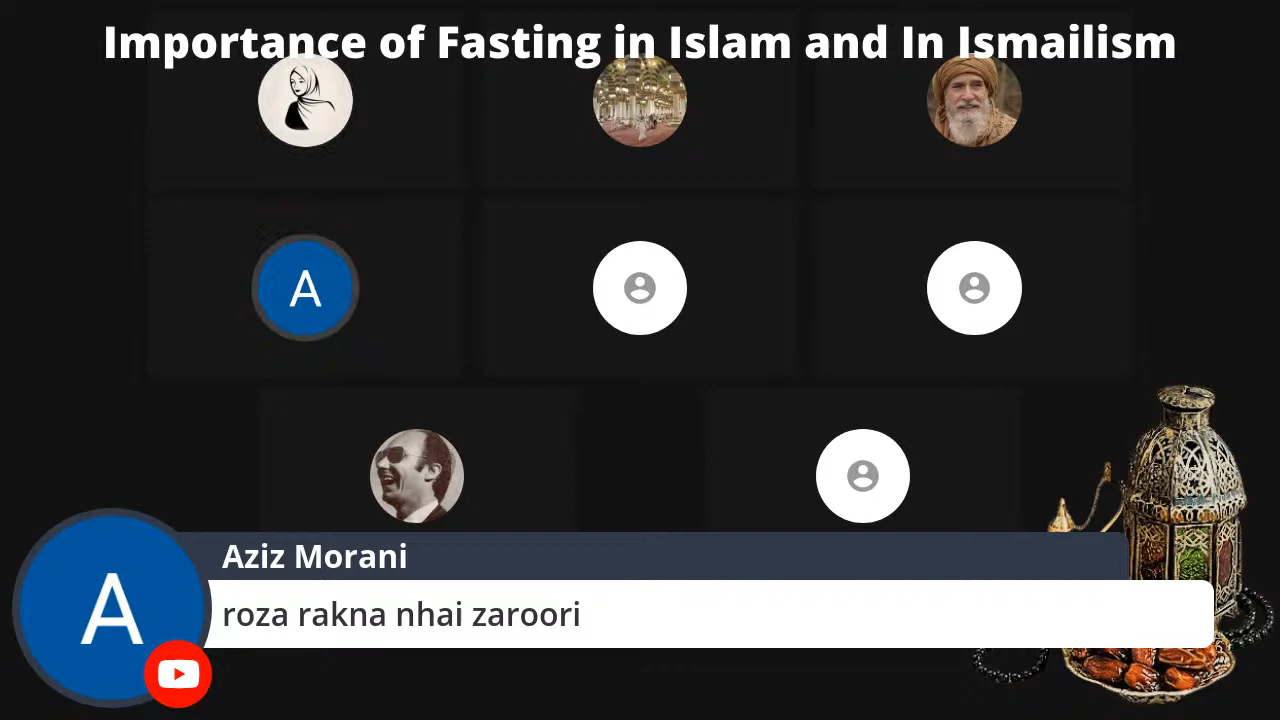 Importance of Fasting in Islam and In Ismailism
A
Aziz Morani
A
roza rakna nhai zaroori